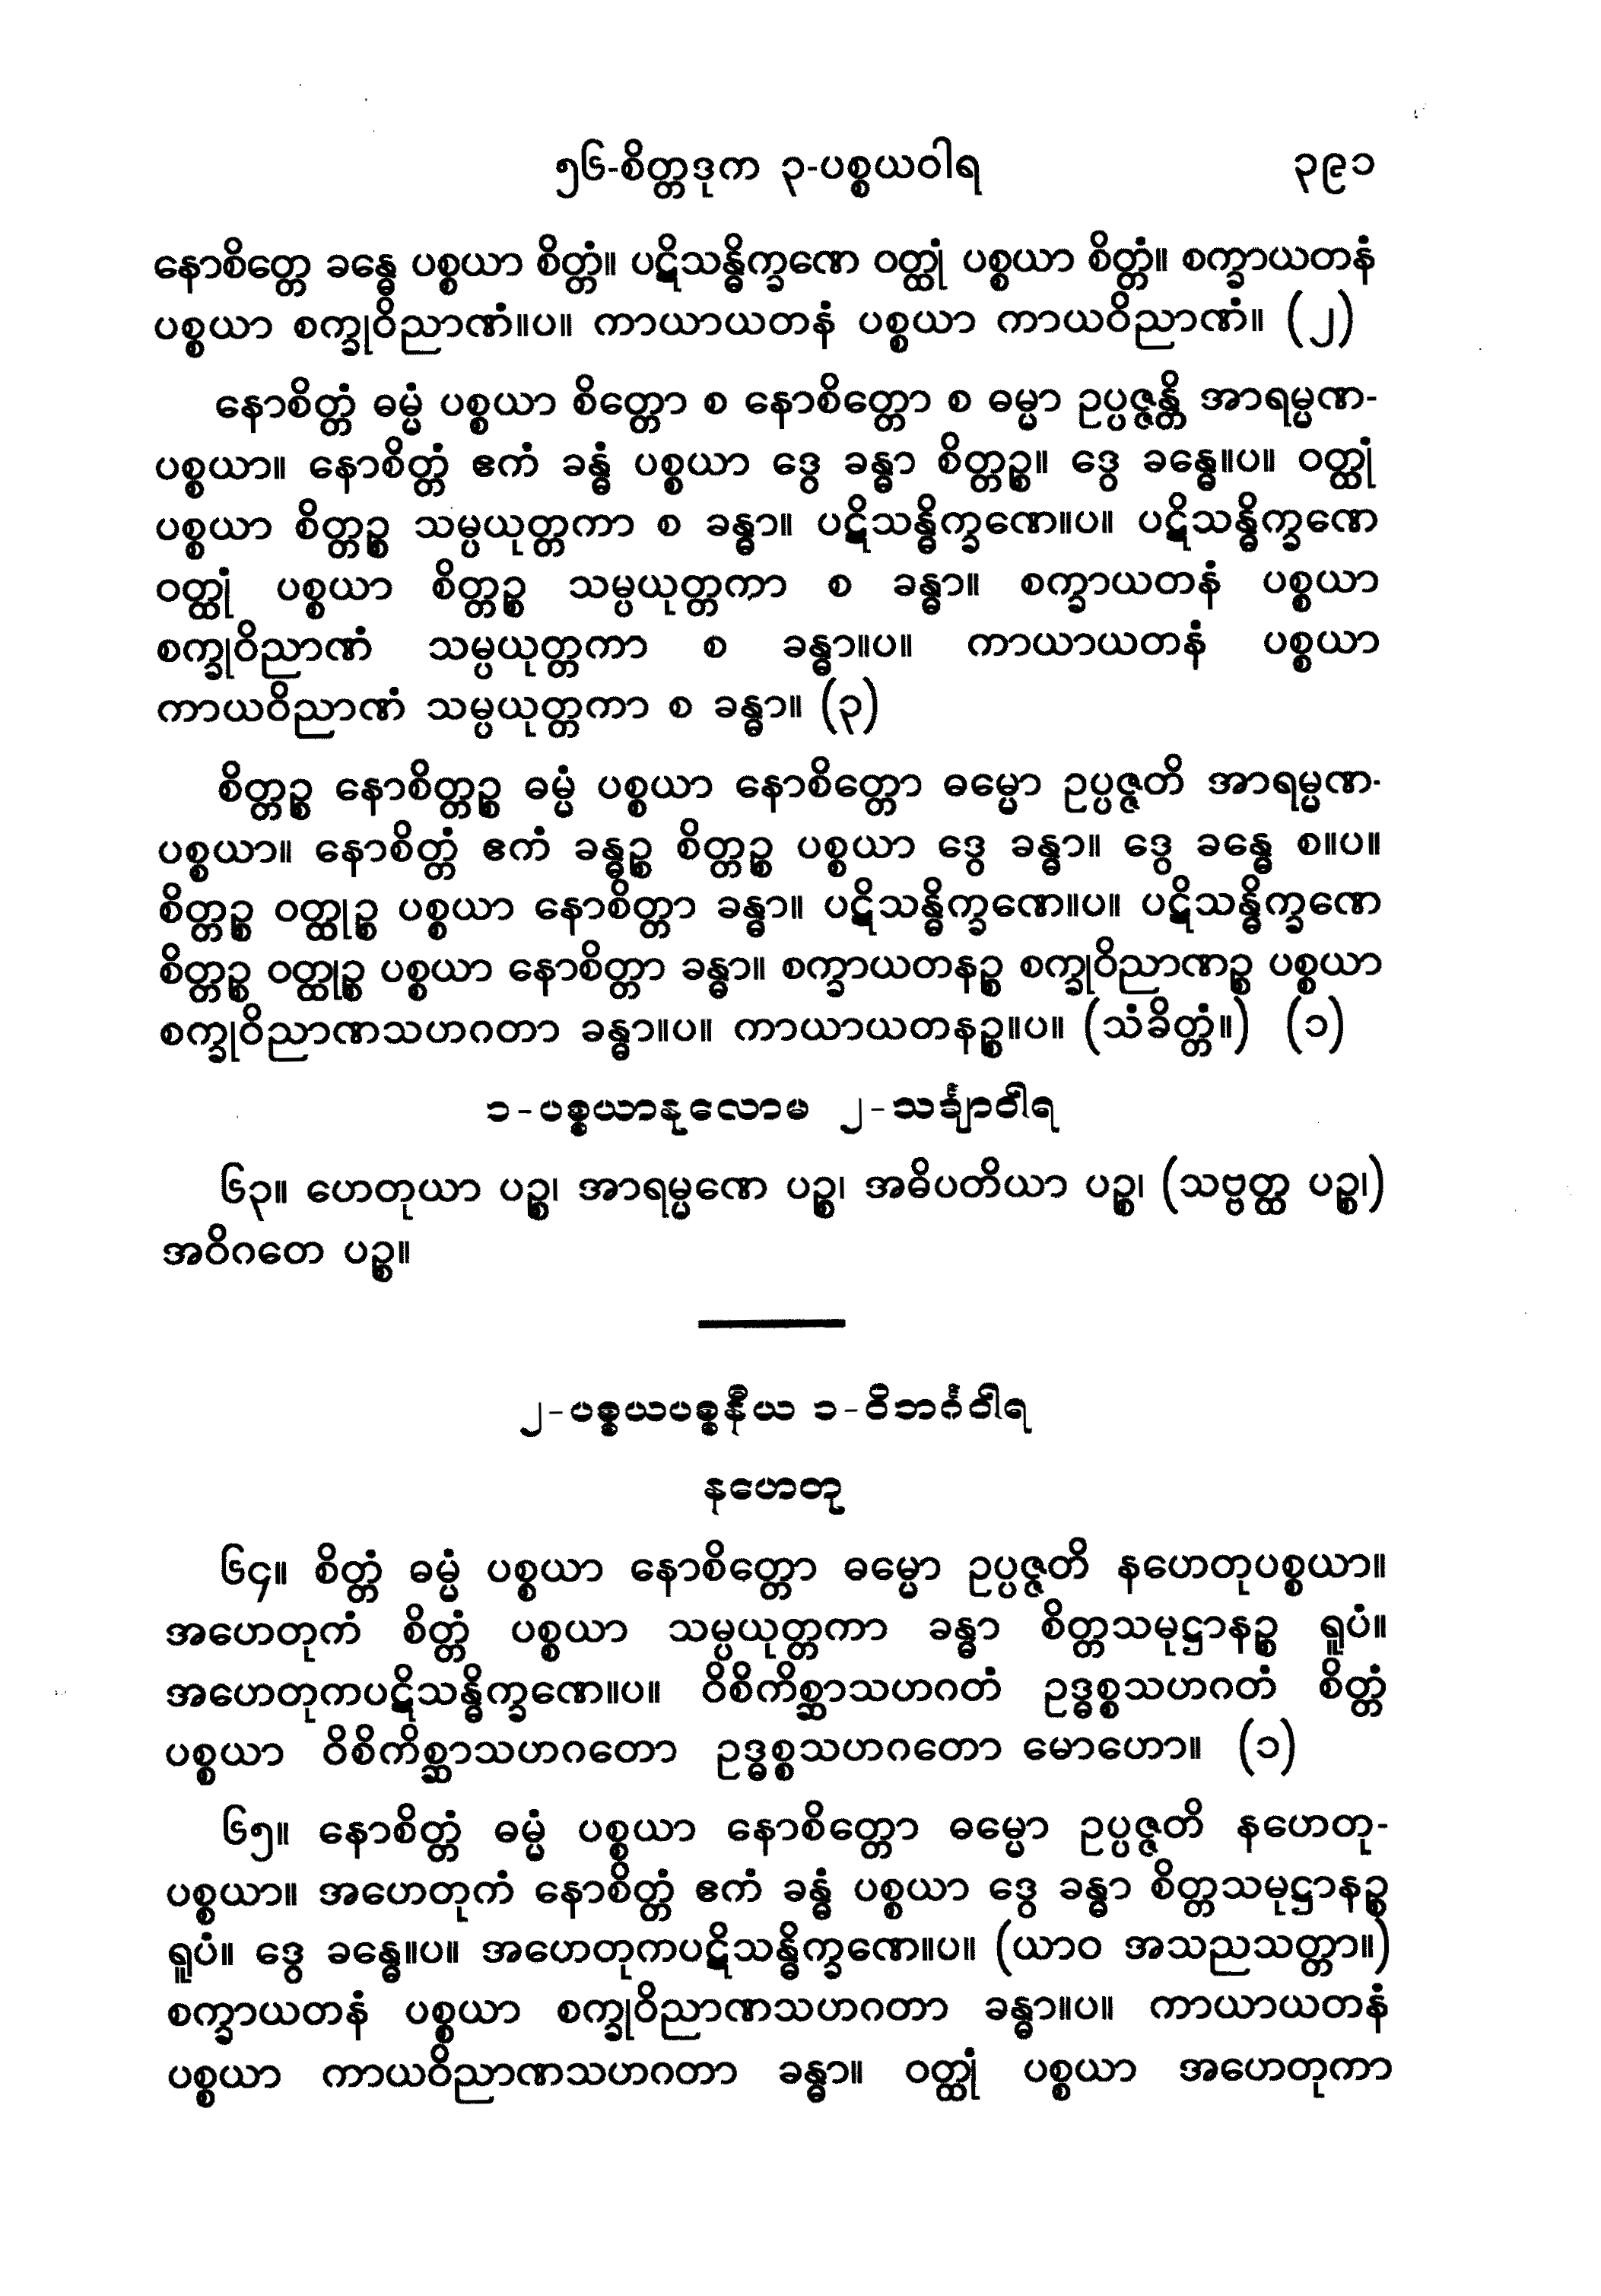 ၅၆-စိတ္တဒုက ၃-ပစ္စယဝါရ ၃၉၁
နောစိတ္တေ ခန္ဓေ ပစ္စယာ စိတ္တံ။ ပဋိသန္ဓိက္ခဏေ ဝတ္ထုံ ပစ္စယာ စိတ္တံ။ စက္ခာယတနံ
ပစ္စယာ စက္ခုဝိညာဏံ။ပ။ ကာယာယတနံ ပစ္စယာ ကာယဝိညာဏံ။ (၂)
နောစိတ္တံ ဓမ္မံ ပစ္စယာ စိတ္တော စ နောစိတ္တော စ ဓမ္မာ ဥပ္ပဇ္ဇန္တိ အာရမ္မဏ-
ပစ္စယာ။ နောစိတ္တံ ဧကံ ခန္ဓံ ပစ္စယာ ဒွေ ခန္ဓာ စိတ္တဉ္စ။ ဒွေ ခန္ဓေ။ပ။ ဝတ္ထုံ
ပစ္စယာ စိတ္တဉ္စ သမ္ပယုတ္တကာ စ ခန္ဓာ။ ပဋိသန္ဓိက္ခဏေ။ပ။ ပဋိသန္ဓိက္ခဏေ
ဝတ္ထုံ ပစ္စယာ စိတ္တဉ္စ သမ္ပယုတ္တကာ စ ခန္ဓာ။ စက္ခာယတနံ ပစ္စယာ
စက္ခုဝိညာဏံ သမ္ပယုတ္တကာ စ ခန္ဓာ။ပ။ ကာယာယတနံ ပစ္စယာ
ကာယဝိညာဏံ သမ္ပယုတ္တကာ စ ခန္ဓာ။ (၃)
စိတ္တဉ္စ နောစိတ္တဉ္စ ဓမ္မံ ပစ္စယာ နောစိတ္တော ဓမ္မော ဥပ္ပဇ္ဇတိ အာရမ္မဏ-
ပစ္စယာ။ နောစိတ္တံ ဧကံ ခန္ဓဉ္စ စိတ္တဉ္စ ပစ္စယာ ဒွေ ခန္ဓာ။ ဒွေ ခန္ဓေ စ။ပ။
စိတ္တဉ္စ ဝတ္ထုဉ္စ ပစ္စယာ နောစိတ္တာ ခန္ဓာ။ ပဋိသန္ဓိက္ခဏေ။ပ။ ပဋိသန္ဓိက္ခဏေ
စိတ္တဉ္စ ဝတ္ထုဉ္စ ပစ္စယာ နောစိတ္တာ ခန္ဓာ။ စက္ခာယတနဉ္စ စက္ခုဝိညာဏဉ္စ ပစ္စယာ
စက္ခုဝိညာဏသဟဂတာ ခန္ဓာ။ပ။ ကာယာယတနဉ္စ။ပ။ (သံခိတ္တံ။) (၁)
၁-ပစ္စယာနုလောမ ၂-သင်္ချာဝါရ
၆၃။ ဟေတုယာ ပဉ္စ၊ အာရမ္မဏေ ပဉ္စ၊ အဓိပတိယာ ပဉ္စ၊ (သဗ္ဗတ္ထ ပဉ္စ၊)
အဝိဂတေ ပဉ္စ။
၂-ပစ္စယပစ္စနီယ ၁-ဝိဘင်္ဂဝါရ
နဟေတု
၆၄။ စိတ္တံ ဓမ္မံ ပစ္စယာ နောစိတ္တော ဓမ္မော ဥပ္ပဇ္ဇတိ နဟေတုပစ္စယာ။
အဟေတုကံ စိတ္တံ ပစ္စယာ သမ္ပယုတ္တကာ ခန္ဓာ စိတ္တသမုဋ္ဌာနဉ္စ ရူပံ။
အဟေတုကပဋိသန္ဓိက္ခဏေ။ပ။ ဝိစိကိစ္ဆာသဟဂတံ ဥဒ္ဓစ္စသဟဂတံ စိတ္တံ
ပစ္စယာ ဝိစိကိစ္ဆာသဟဂတော ဥဒ္ဓစ္စသဟဂတော မောဟော။ (၁)
၆၅။ နောစိတ္တံ ဓမ္မံ ပစ္စယာ နောစိတ္တော ဓမ္မော ဥပ္ပဇ္ဇတိ နဟေတု-
ပစ္စယာ။ အဟေတုကံ နောစိတ္တံ ဧကံ ခန္ဓံ ပစ္စယာ ဒွေ ခန္ဓာ စိတ္တသမုဋ္ဌာနဉ္စ
ရူပံ။ ဒွေ ခန္ဓေ။ပ။ အဟေတုကပဋိသန္ဓိက္ခဏေ။ပ။ (ယာဝ အသညသတ္တာ။)
စက္ခာယတနံ ပစ္စယာ စက္ခုဝိညာဏသဟဂတာ ခန္ဓာ။ပ။ ကာယာယတနံ
ပစ္စယာ ကာယဝိညာဏသဟဂတာ ခန္ဓာ။ ဝတ္ထုံ ပစ္စယာ အဟေတုကာ